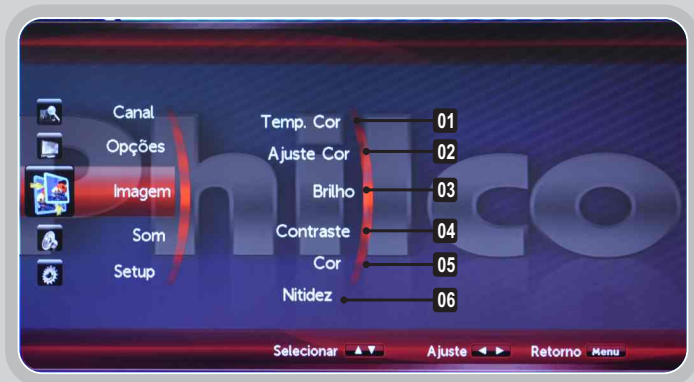 Philco
Canal
Opções
Imagem
Som
Setup
Temp. Cor 01
Ajuste Cor 02
Brilho 03
Contraste 04
Cor 05
Nitidez 06
Selecionar Ajuste Retorno Menu